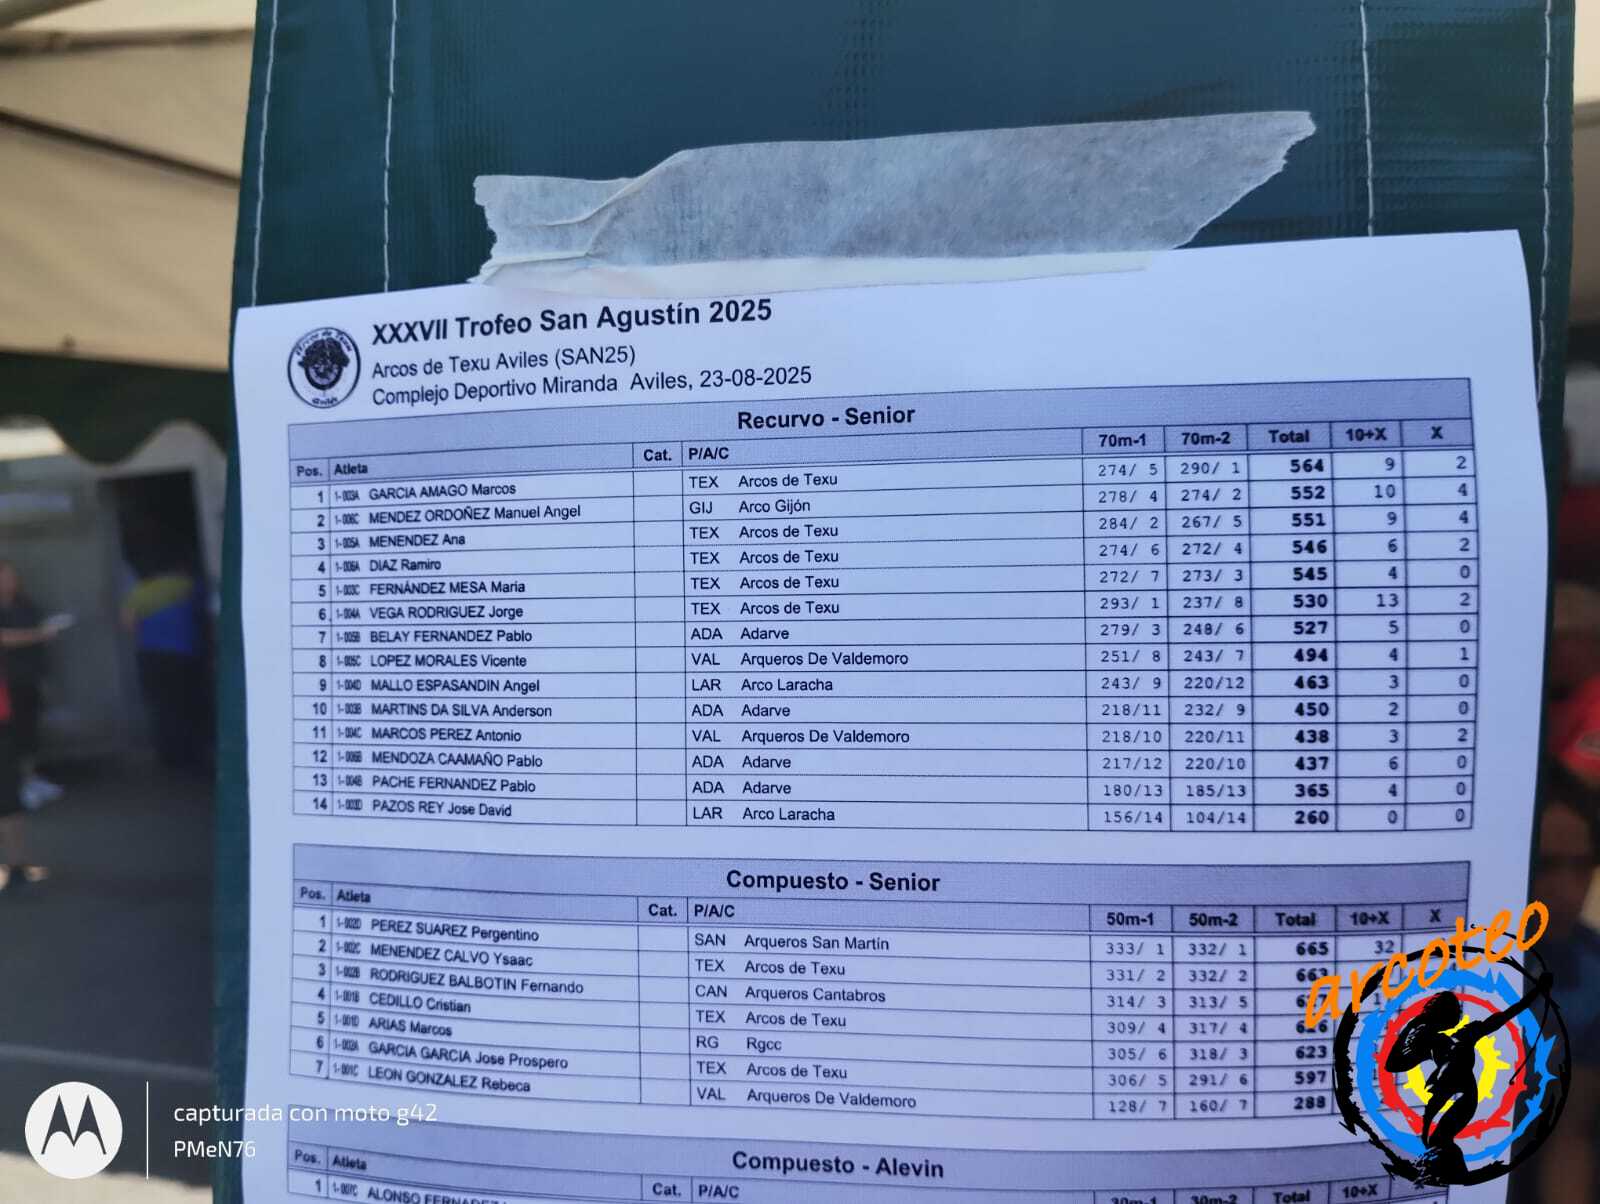 XXXVII Trofeo San Agustín 2025
Arcos de Texu Aviles (SAN25)
Complejo Deportivo Miranda Aviles, 23-08-2025
Recurvo - Senior
Pos. Atleta Cat. P/A/C 70m-1 70m-2 Total 10+X X
1 1-003A GARCIA AMAGO Marcos TEX Arcos de Texu 274/ 5 290/ 1 564 9 2
2 1-006C MENDEZ ORDOÑEZ Manuel Angel GIJ Arco Gijón 278/ 4 274/ 2 552 10 4
3 1-005A MENENDEZ Ana TEX Arcos de Texu 284/ 2 267/ 5 551 9 4
4 1-006A DIAZ Ramiro TEX Arcos de Texu 274/ 6 272/ 4 546 6 2
5 1-003C FERNÁNDEZ MESA Maria TEX Arcos de Texu 272/ 7 273/ 3 545 4 0
6 1-004A VEGA RODRIGUEZ Jorge TEX Arcos de Texu 293/ 1 237/ 8 530 13 2
7 1-005B BELAY FERNANDEZ Pablo ADA Adarve 279/ 3 248/ 6 527 5 0
8 1-005C LOPEZ MORALES Vicente VAL Arqueros De Valdemoro 251/ 8 243/ 7 494 4 1
9 1-004D MALLO ESPASANDIN Angel LAR Arco Laracha 243/ 9 220/12 463 3 0
10 1-003B MARTINS DA SILVA Anderson ADA Adarve 218/11 232/ 9 450 2 0
11 1-004C MARCOS PEREZ Antonio VAL Arqueros De Valdemoro 218/10 220/11 438 3 2
12 1-006B MENDOZA CAAMAÑO Pablo ADA Adarve 217/12 220/10 437 6 0
13 1-004B PACHE FERNANDEZ Pablo ADA Adarve 180/13 185/13 365 4 0
14 1-003D PAZOS REY Jose David LAR Arco Laracha 156/14 104/14 260 0 0
Compuesto - Senior
Pos. Atleta Cat. P/A/C 50m-1 50m-2 Total 10+X X
1 1-002D PEREZ SUAREZ Pergentino SAN Arqueros San Martín 333/ 1 332/ 1 665 32
2 1-002C MENENDEZ CALVO Ysaac TEX Arcos de Texu 331/ 2 332/ 2 663
3 1-002B RODRIGUEZ BALBOTIN Fernando CAN Arqueros Cantabros 314/ 3 313/ 5
4 1-001B CEDILLO Cristian TEX Arcos de Texu 309/ 4 317/ 4
5 1-001D ARIAS Marcos RG Rgcc 305/ 6 318/ 3 623
6 1-002A GARCIA GARCIA Jose Prospero TEX Arcos de Texu 306/ 5 291/ 6 597
7 1-001C LEON GONZALEZ Rebeca VAL Arqueros De Valdemoro 128/ 7 160/ 7 288
Compuesto - Alevin
Pos. Atleta Cat. P/A/C 30m-1 30m-2 Total 10+X
1 1-007C ALONSO
arcoteo
capturada con moto g42
PMeN76